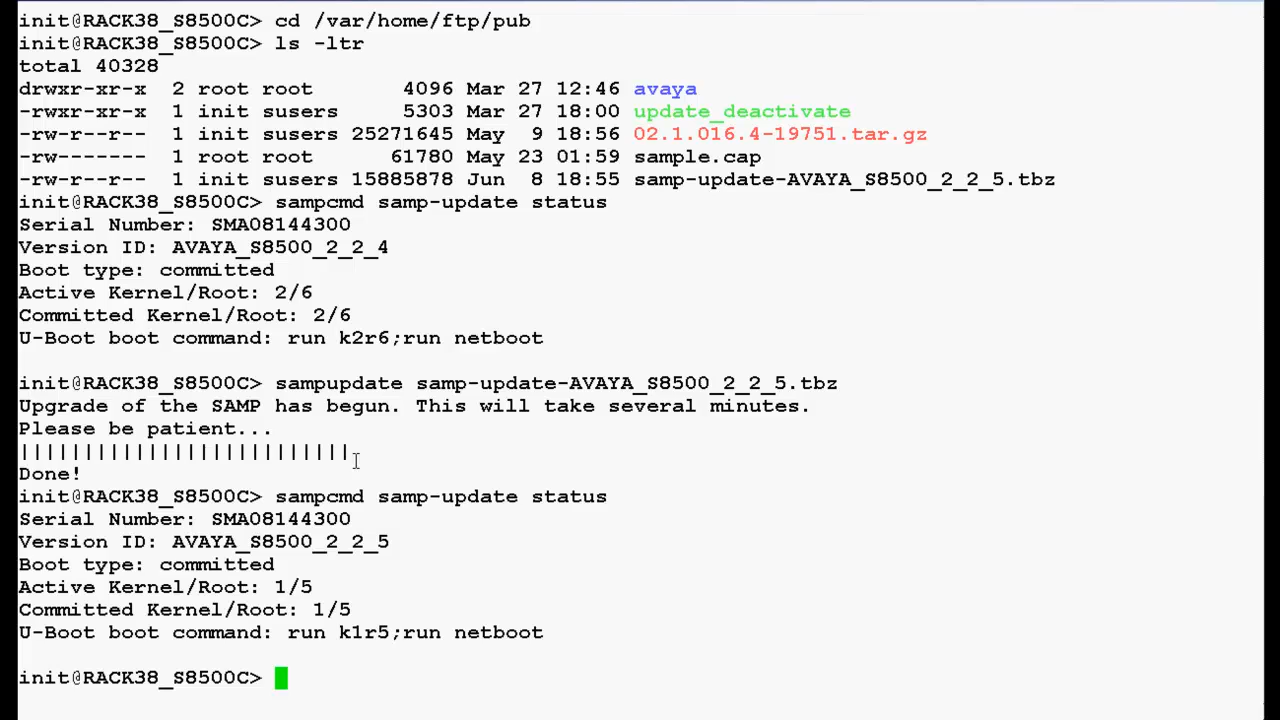 init@RACK38_S8500C> cd /var/home/ftp/pub
init@RACK38_S8500C> ls -ltr
total 40328
drwxr-xr-x  2 root root       4096 Mar 27 12:46 avaya
-rwxr-xr-x  1 init susers     5303 Mar 27 18:00 update_deactivate
-rw-r--r--  1 init susers 25271645 May  9 18:56 02.1.016.4-19751.tar.gz
-rw-------  1 root root      61780 May 23 01:59 sample.cap
-rw-r--r--  1 init susers 15885878 Jun  8 18:55 samp-update-AVAYA_S8500_2_2_5.tbz
init@RACK38_S8500C> sampcmd samp-update status
Serial Number: SMA08144300
Version ID: AVAYA_S8500_2_2_4
Boot type: committed
Active Kernel/Root: 2/6
Committed Kernel/Root: 2/6
U-Boot boot command: run k2r6;run netboot
init@RACK38_S8500C> sampupdate samp-update-AVAYA_S8500_2_2_5.tbz
Upgrade of the SAMP has begun. This will take several minutes.
Please be patient...
||||||||||||||||||||||||||
Done!
init@RACK38_S8500C> sampcmd samp-update status
Serial Number: SMA08144300
Version ID: AVAYA_S8500_2_2_5
Boot type: committed
Active Kernel/Root: 1/5
Committed Kernel/Root: 1/5
U-Boot boot command: run k1r5;run netboot
init@RACK38_S8500C>